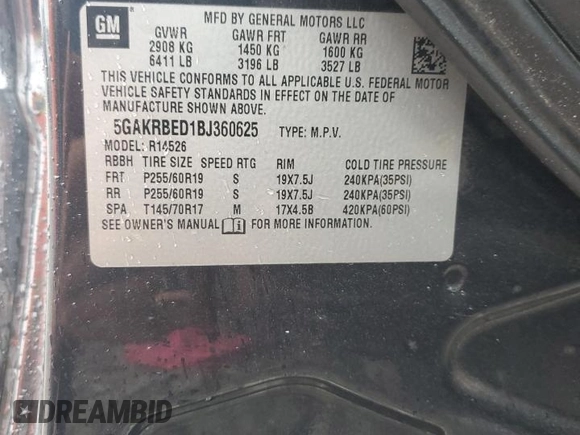 GM
MFD BY GENERAL MOTORS LLC
GVWR GAWR FRT GAWR RR
2908 KG 1450 KG 1600 KG
6411 LB 3196 LB 3527 LB
THIS VEHICLE CONFORMS TO ALL APPLICABLE U.S. FEDERAL MOTOR
VEHICLE SAFETY STANDARDS IN EFFECT ON THE DATE OF
MANUFACTURE SHOWN ABOVE.
5GAKRBED1BJ360625 TYPE: M.P.V.
MODEL: R14526
RBBH TIRE SIZE SPEED RTG RIM COLD TIRE PRESSURE
FRT P255/60R19 S 19X7.5J 240KPA(35PSI)
RR P255/60R19 S 19X7.5J 240KPA(35PSI)
SPA T145/70R17 M 17X4.5B 420KPA(60PSI)
SEE OWNER'S MANUAL FOR MORE INFORMATION.
DREAMBID